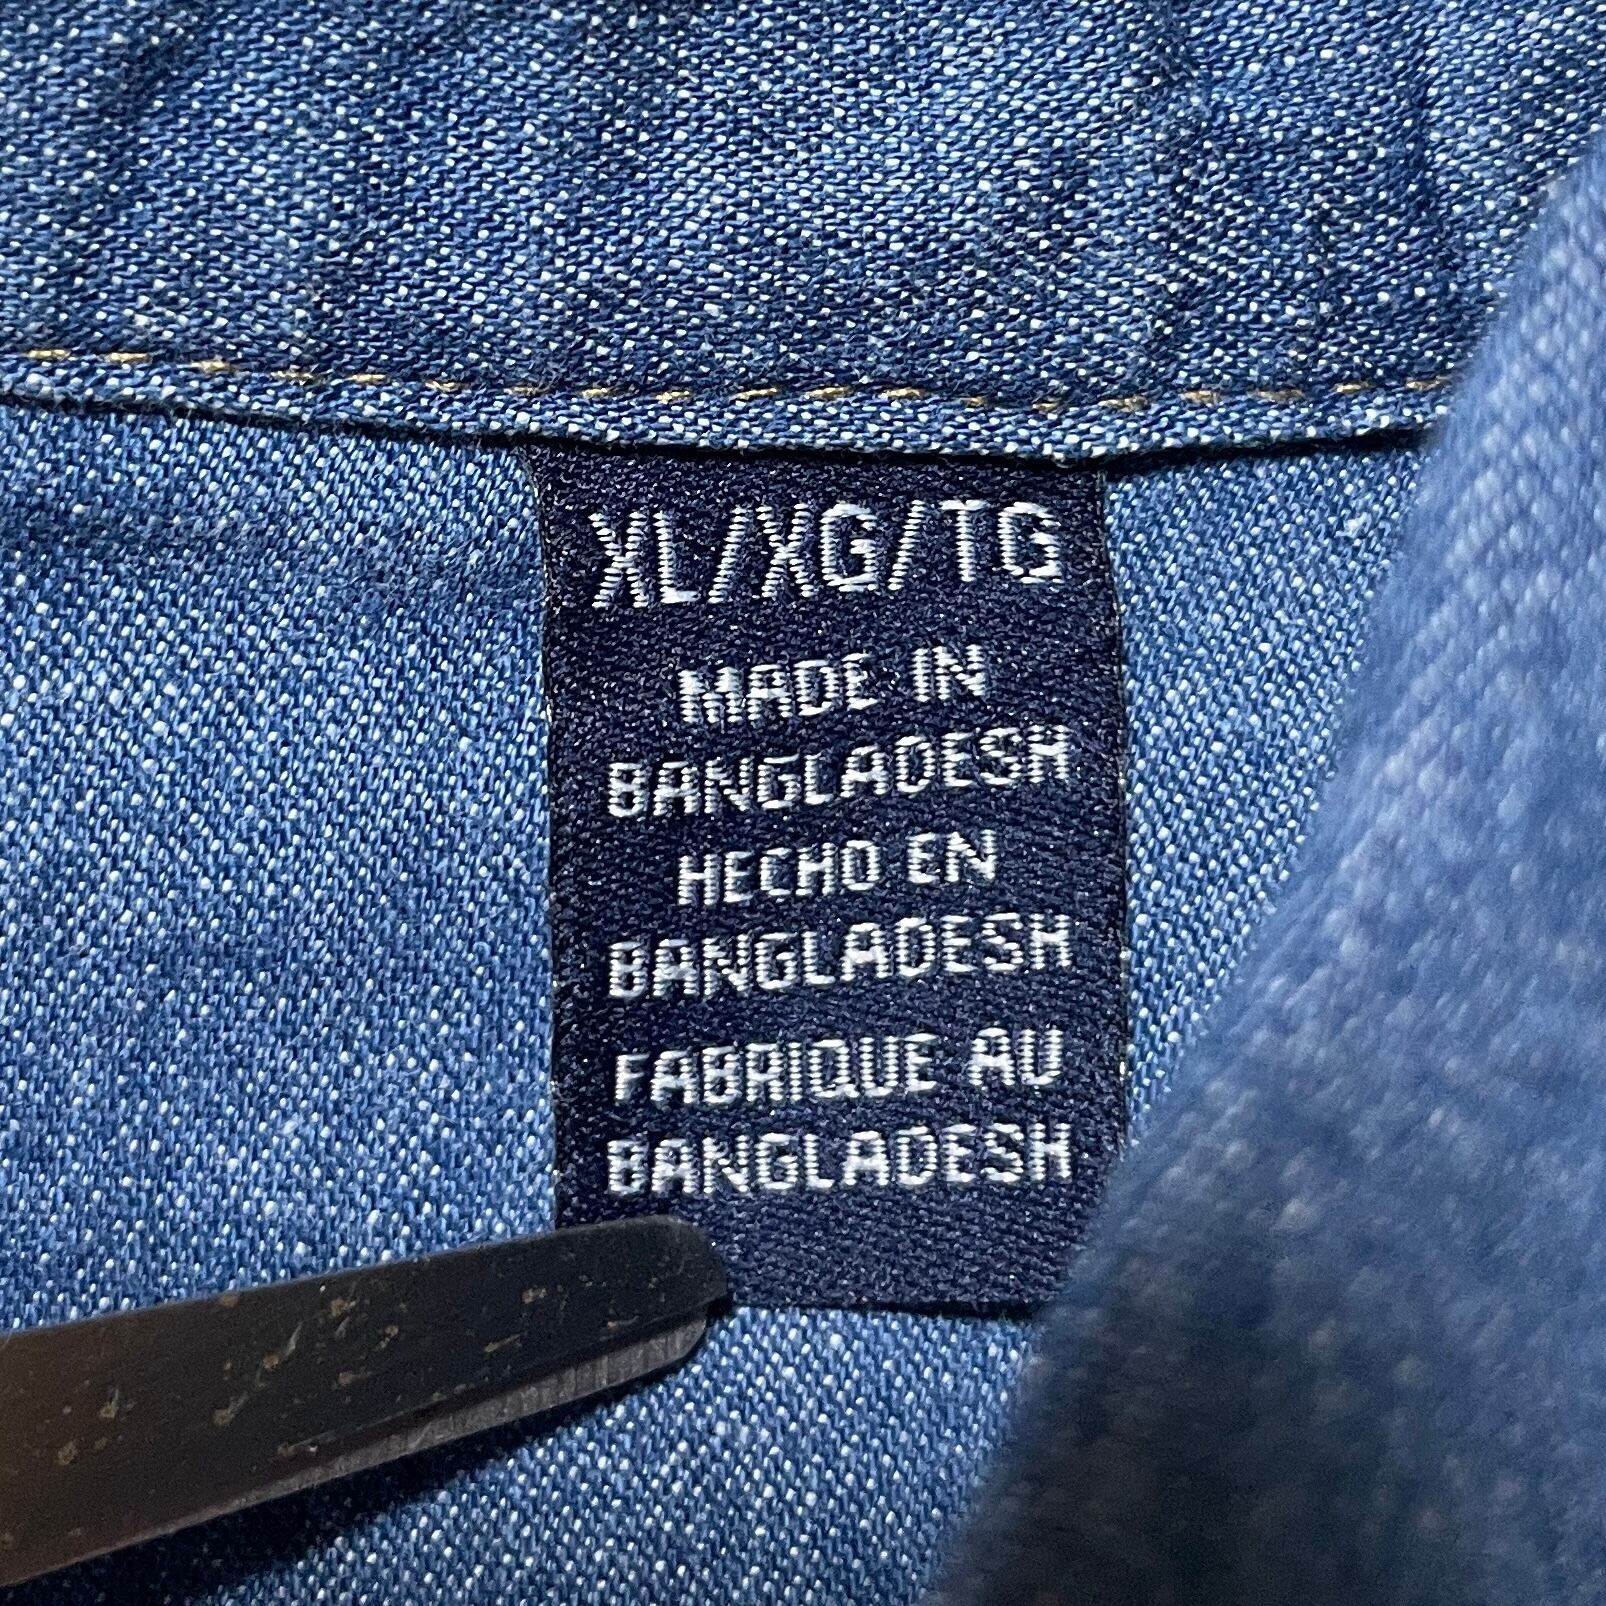 XL/XG/TG
MADE IN
BANGLADESH
HECHO EN
BANGLADESH
FABRIQUE AU
BANGLADESH